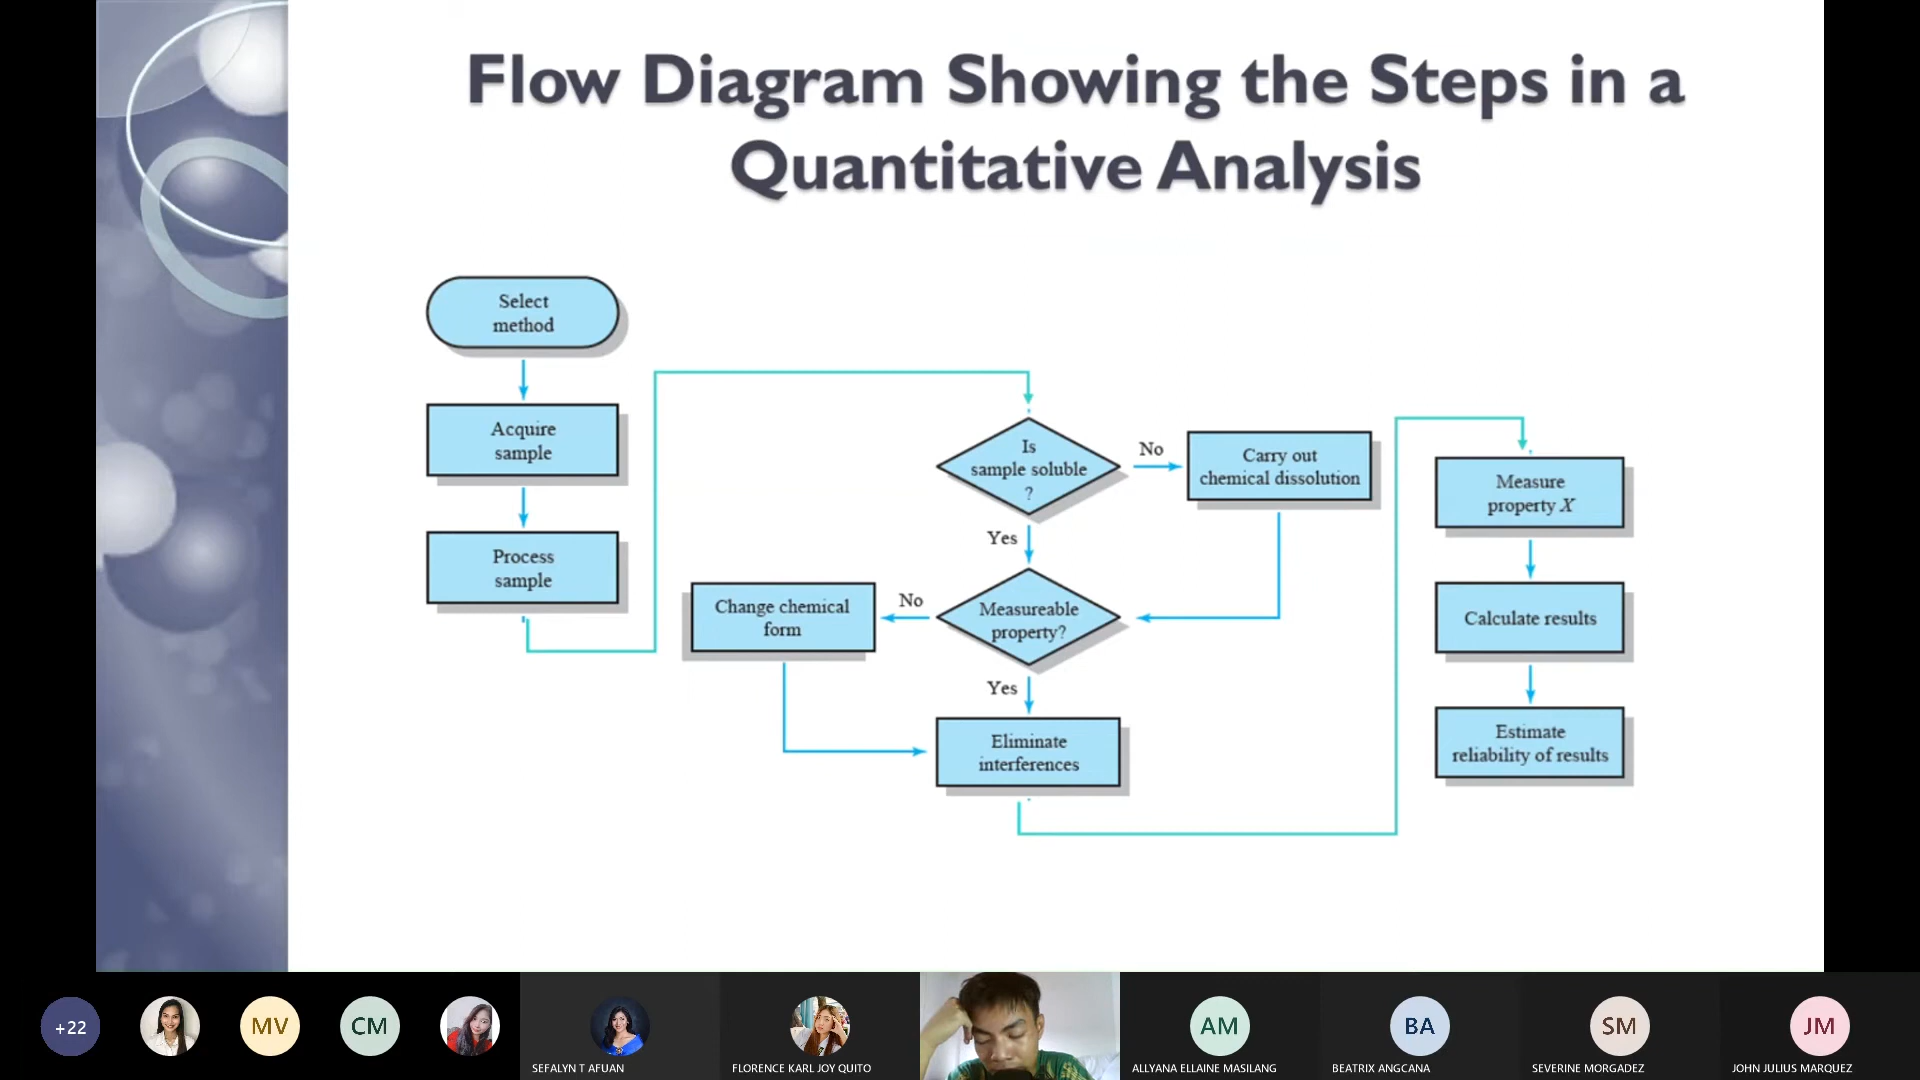 Flow Diagram Showing the Steps in a
Quantitative Analysis
Select
method
Acquire
sample
Process
sample
Is
sample soluble
?
No
Carry out
chemical dissolution
Yes
Change chemical
form
No
Measureable
property?
Yes
Eliminate
interferences
Measure
property X
Calculate results
Estimate
reliability of results
+22
MV
CM
SEFALYN T AFUAN
FLORENCE KARL JOY QUITO
AM
ALLYANA ELLAINE MASILANG
BA
BEATRIX ANGCANA
SM
SEVERINE MORGADEZ
JM
JOHN JULIUS MARQUEZ